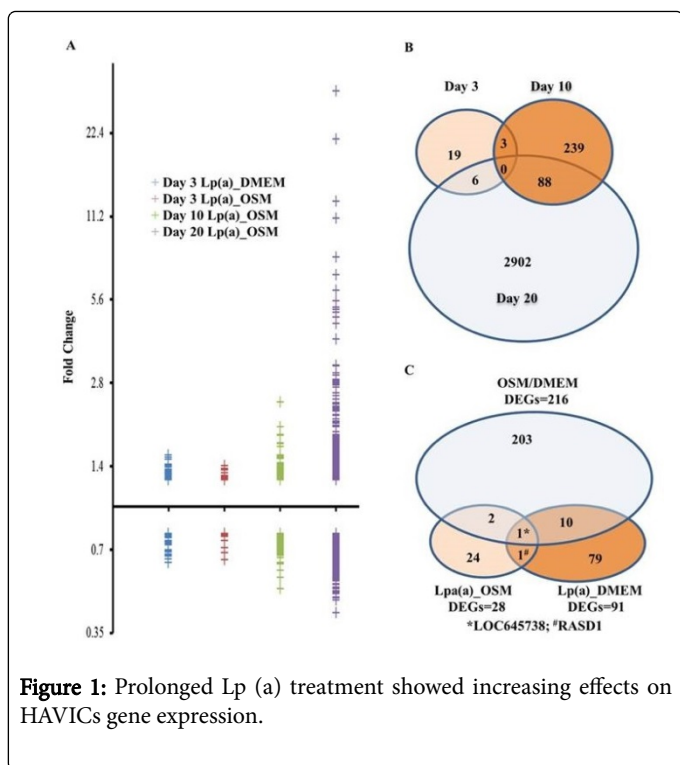 A
Fold Change
22.4
11.2
5.6
2.8
1.4
0.7
0.35
Day 3 Lp(a)_DMEM
Day 3 Lp(a)_OSM
Day 10 Lp(a)_OSM
Day 20 Lp(a)_OSM
B
Day 3
Day 10
19
3
239
6
0
88
2902
Day 20
C
OSM/DMEM
DEGs=216
203
2
1*
10
24
1#
79
Lpa(a)_OSM
DEGs=28
Lp(a)_DMEM
DEGs=91
*LOC645738; #RASD1
Figure 1: Prolonged Lp (a) treatment showed increasing effects on
HAVICs gene expression.